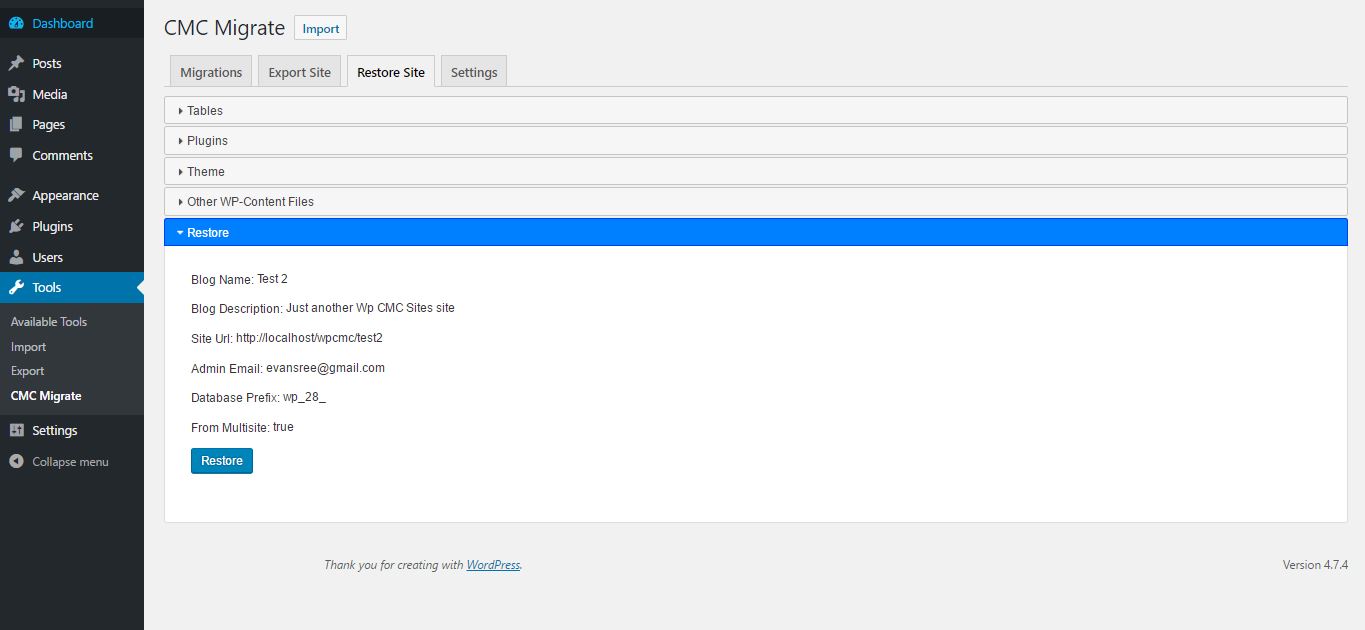 Dashboard
Posts
Media
Pages
Comments
Appearance
Plugins
Users
Tools
Available Tools
Import
Export
CMC Migrate
Settings
Collapse menu
CMC Migrate Import
Migrations Export Site Restore Site Settings
Tables
Plugins
Theme
Other WP-Content Files
Restore
Blog Name: Test 2
Blog Description: Just another Wp CMC Sites site
Site Url: http://localhost/wpcmc/test2
Admin Email: evansree@gmail.com
Database Prefix: wp_28_
From Multisite: true
Restore
Thank you for creating with WordPress. Version 4.7.4